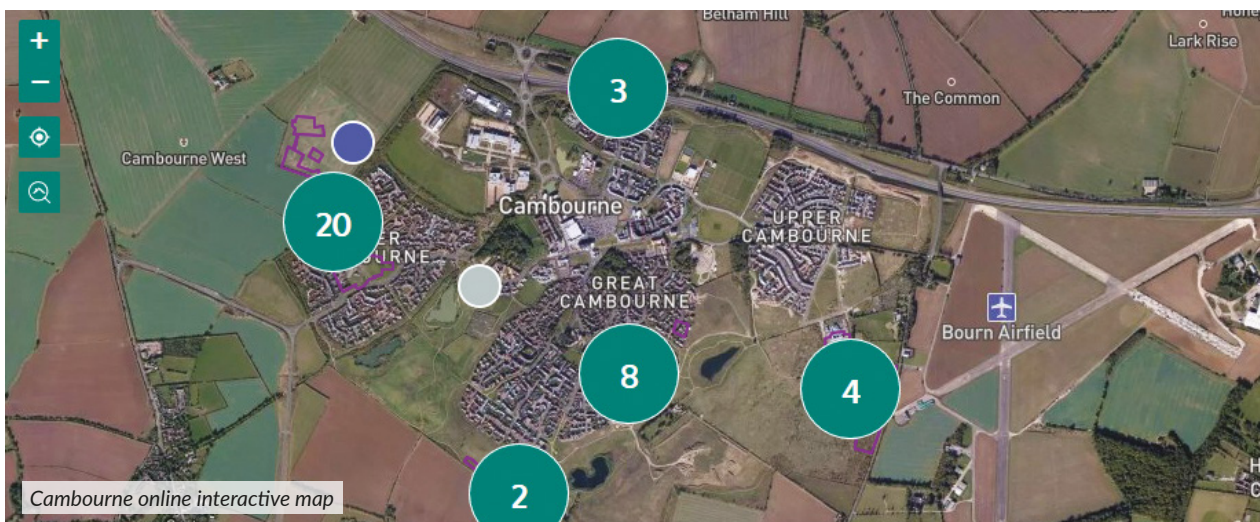 Belham Hill
Lark Rise
+
−
3
The Common
Cambourne West
Cambourne
20
UPPER
CAMBOURNE
GREAT
CAMBOURNE
Bourn Airfield
8
4
2
Cambourne online interactive map